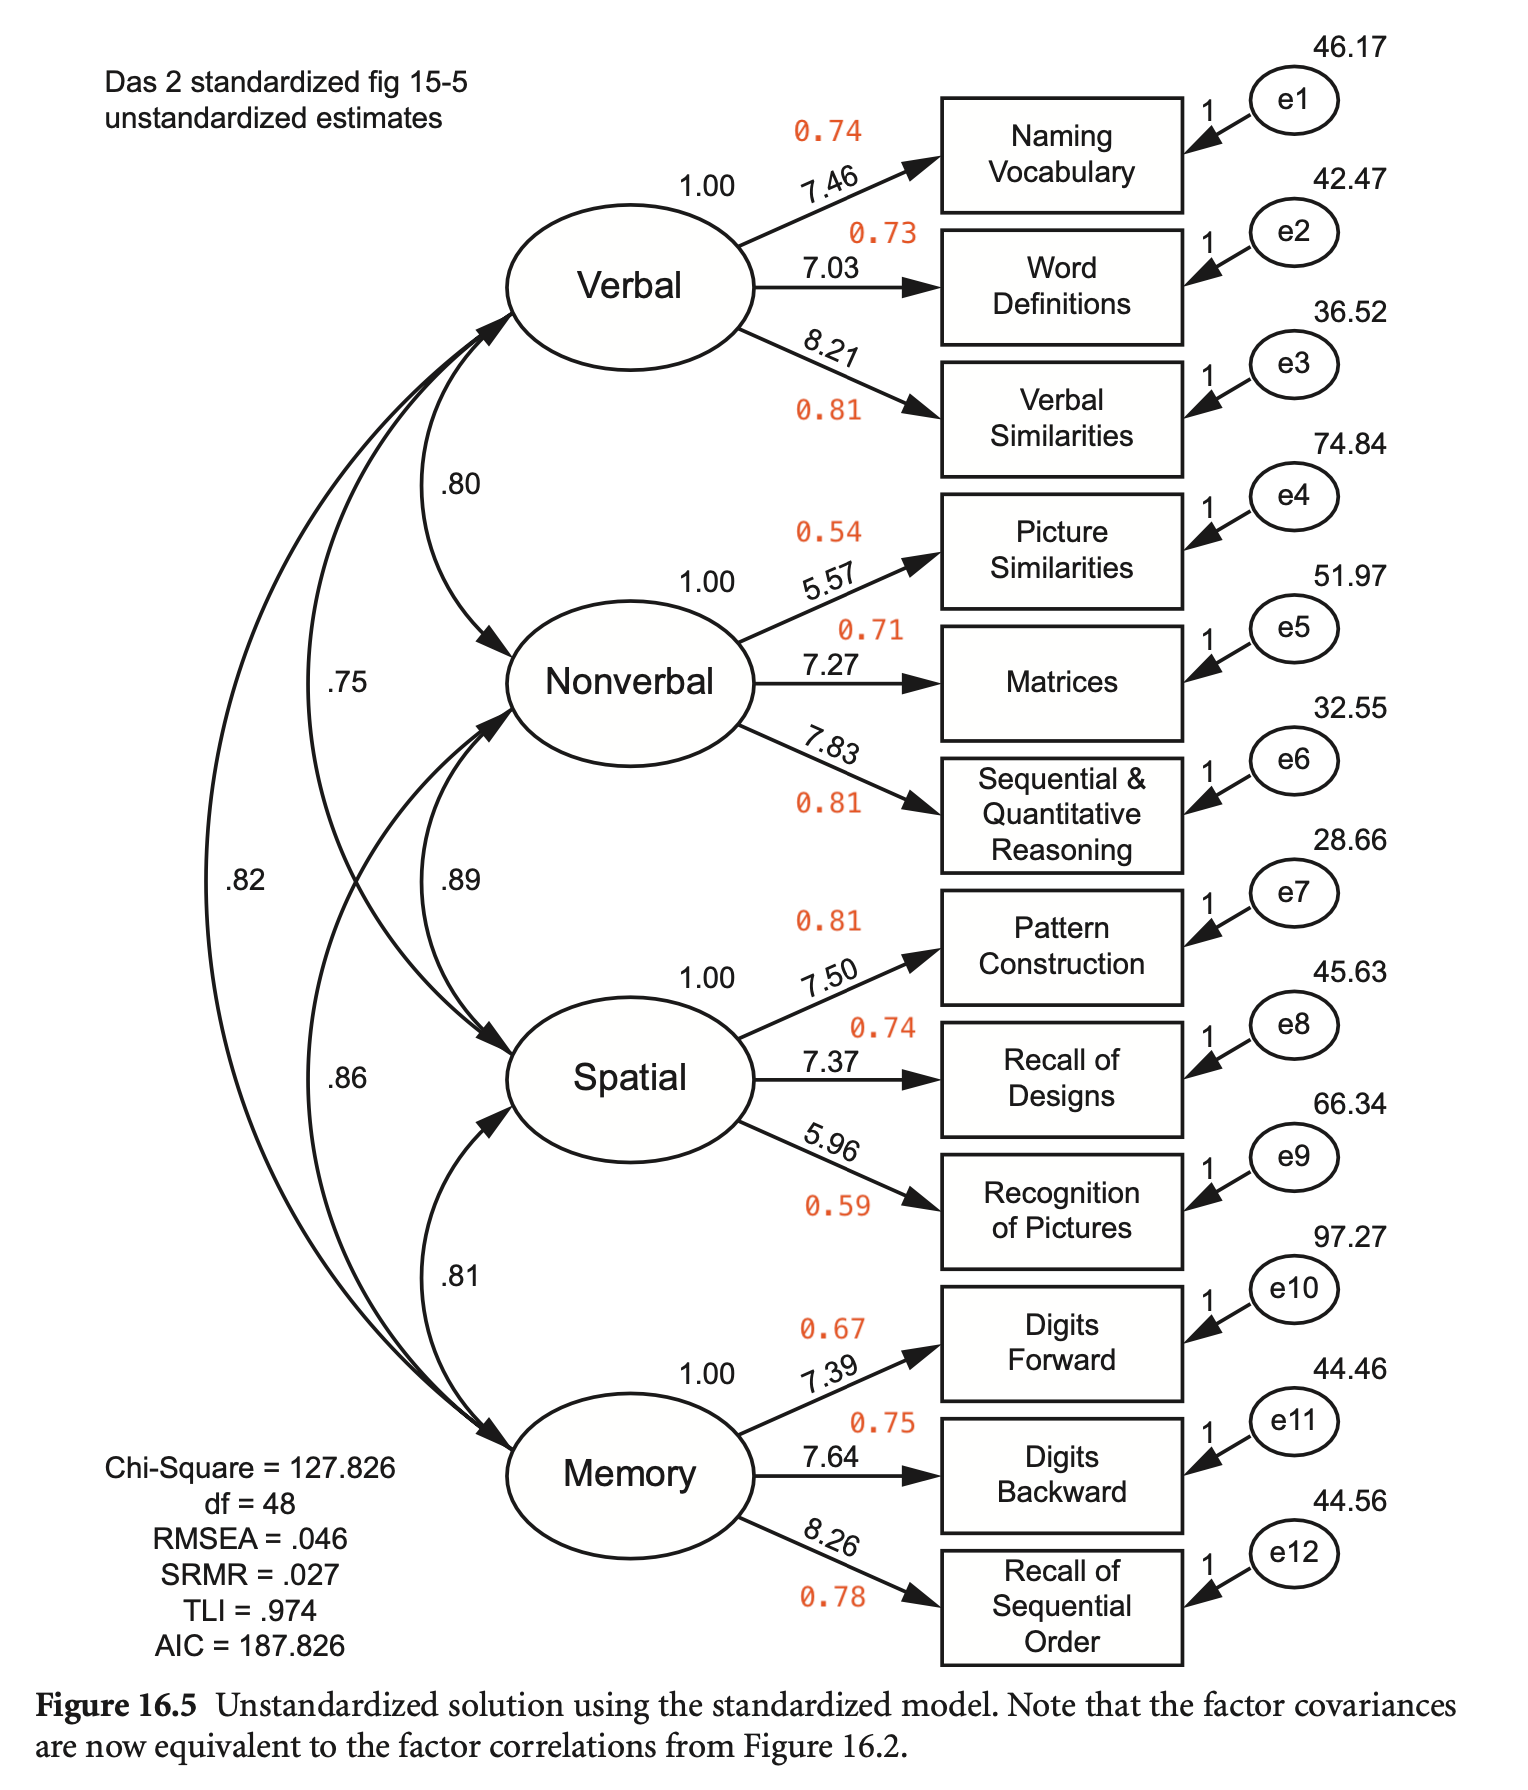 Das 2 standardized fig 15-5
unstandardized estimates
46.17
e1
1
0.74
Naming
Vocabulary
7.46
1.00
42.47
e2
1
0.73
Verbal
7.03
Word
Definitions
36.52
e3
1
8.21
0.81
Verbal
Similarities
74.84
e4
1
.80
0.54
Picture
Similarities
5.57
1.00
51.97
e5
1
0.71
.75
Nonverbal
7.27
Matrices
32.55
e6
1
7.83
0.81
Sequential &
Quantitative
Reasoning
28.66
e7
1
.82
.89
0.81
Pattern
Construction
7.50
1.00
45.63
e8
1
0.74
.86
Spatial
7.37
Recall of
Designs
66.34
e9
1
5.96
0.59
Recognition
of Pictures
97.27
e10
1
.81
0.67
Digits
Forward
7.39
1.00
44.46
e11
1
0.75
Memory
7.64
Digits
Backward
44.56
e12
1
8.26
0.78
Recall of
Sequential
Order
Chi-Square = 127.826
df = 48
RMSEA = .046
SRMR = .027
TLI = .974
AIC = 187.826
Figure 16.5 Unstandardized solution using the standardized model. Note that the factor covariances
are now equivalent to the factor correlations from Figure 16.2.